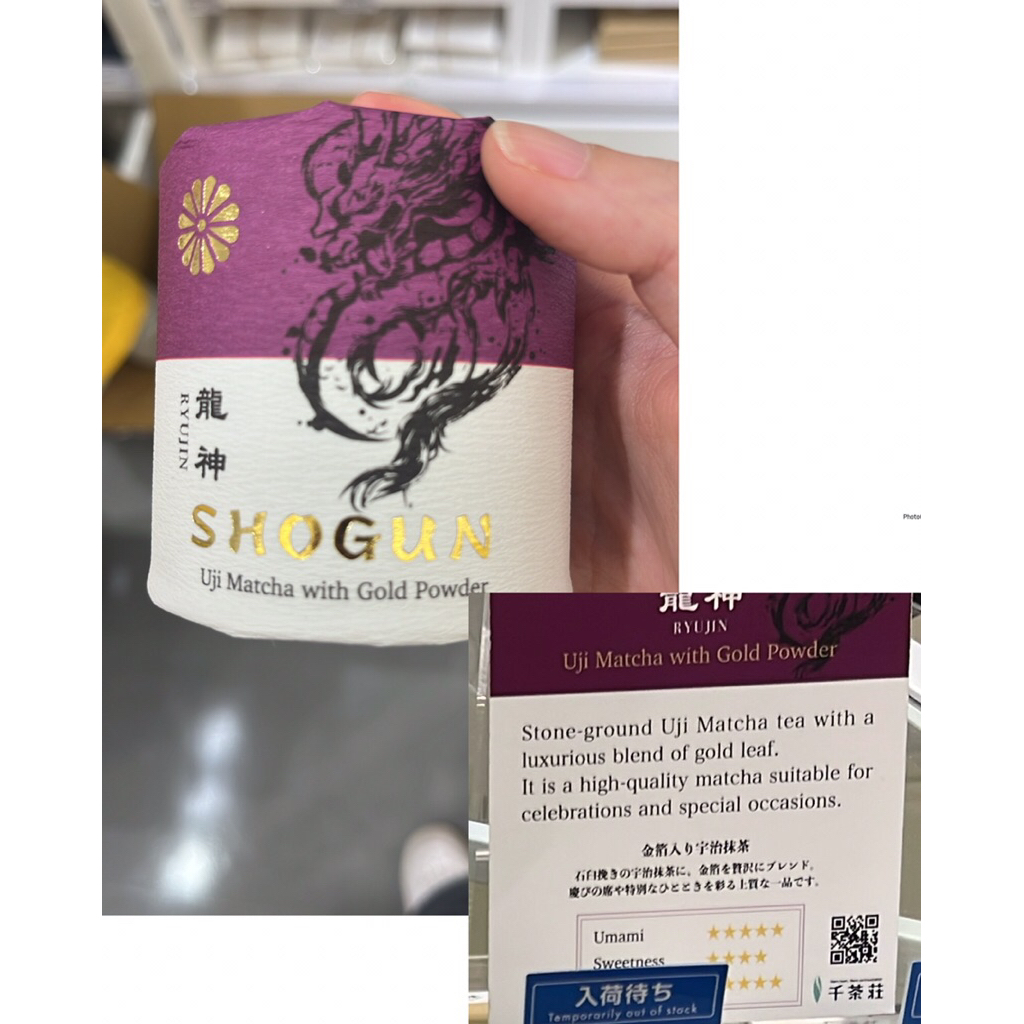 龍神
RYUJIN
SHOGUN
Uji Matcha with Gold Powder
Photo
龍神
RYUJIN
Uji Matcha with Gold Powder
Stone-ground Uji Matcha tea with a
luxurious blend of gold leaf.
It is a high-quality matcha suitable for
celebrations and special occasions.
金箔入り宇治抹茶
石臼挽きの宇治抹茶に、金箔を贅沢にブレンド。
慶びの席や特別なひとときを彩る上質な一品です。
Umami ★★★★★
Sweetness ★★★★
★★★★★
千茶荘
入荷待ち
Temporarily out of stock